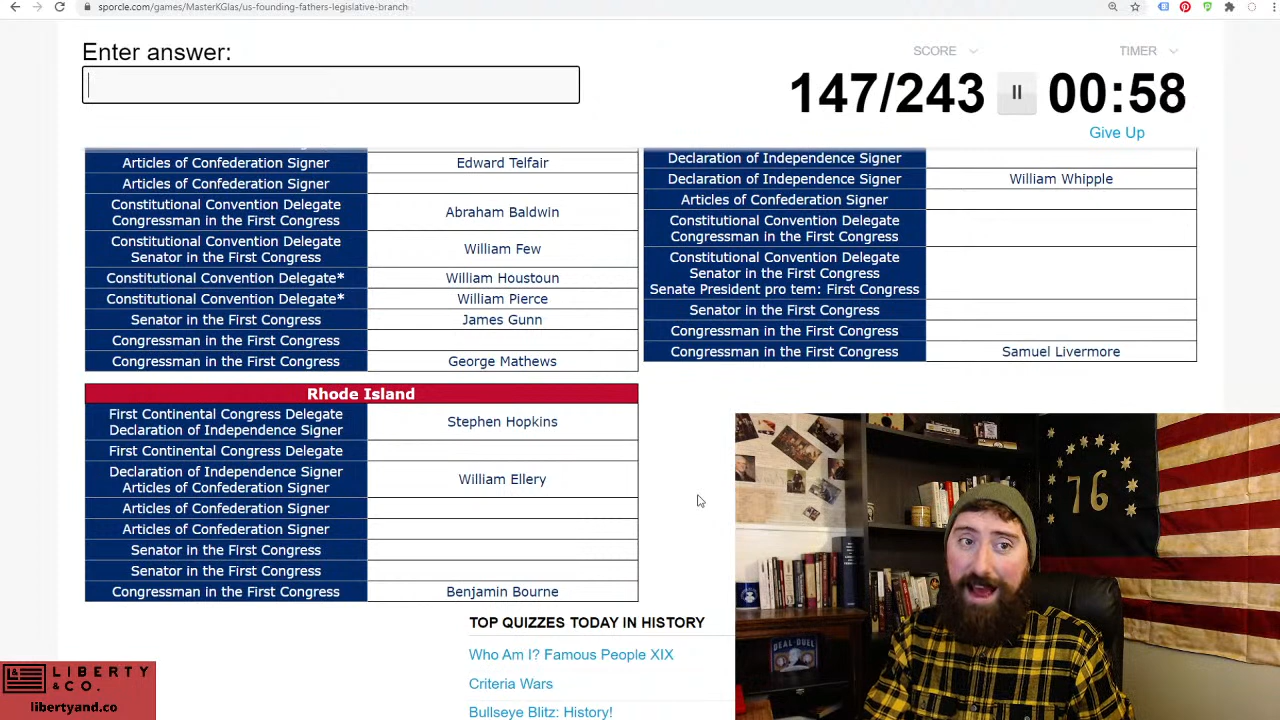 sporcle.com/games/MasterKGlas/us-founding-fathers-legislative-branch
Enter answer:
SCORE
TIMER
147/243
00:58
Give Up
Articles of Confederation Signer
Edward Telfair
Articles of Confederation Signer
Constitutional Convention Delegate
Congressman in the First Congress
Abraham Baldwin
Constitutional Convention Delegate
Senator in the First Congress
William Few
Constitutional Convention Delegate*
William Houstoun
Constitutional Convention Delegate*
William Pierce
Senator in the First Congress
James Gunn
Congressman in the First Congress
Congressman in the First Congress
George Mathews
Rhode Island
First Continental Congress Delegate
Declaration of Independence Signer
Stephen Hopkins
First Continental Congress Delegate
Declaration of Independence Signer
Articles of Confederation Signer
William Ellery
Articles of Confederation Signer
Articles of Confederation Signer
Senator in the First Congress
Senator in the First Congress
Congressman in the First Congress
Benjamin Bourne
Declaration of Independence Signer
Declaration of Independence Signer
William Whipple
Articles of Confederation Signer
Constitutional Convention Delegate
Congressman in the First Congress
Constitutional Convention Delegate
Senator in the First Congress
Senate President pro tem: First Congress
Senator in the First Congress
Congressman in the First Congress
Congressman in the First Congress
Samuel Livermore
TOP QUIZZES TODAY IN HISTORY
Who Am I? Famous People XIX
Criteria Wars
Bullseye Blitz: History!
76
DEAL DUEL
LIBERTY
& CO.
libertyand.co